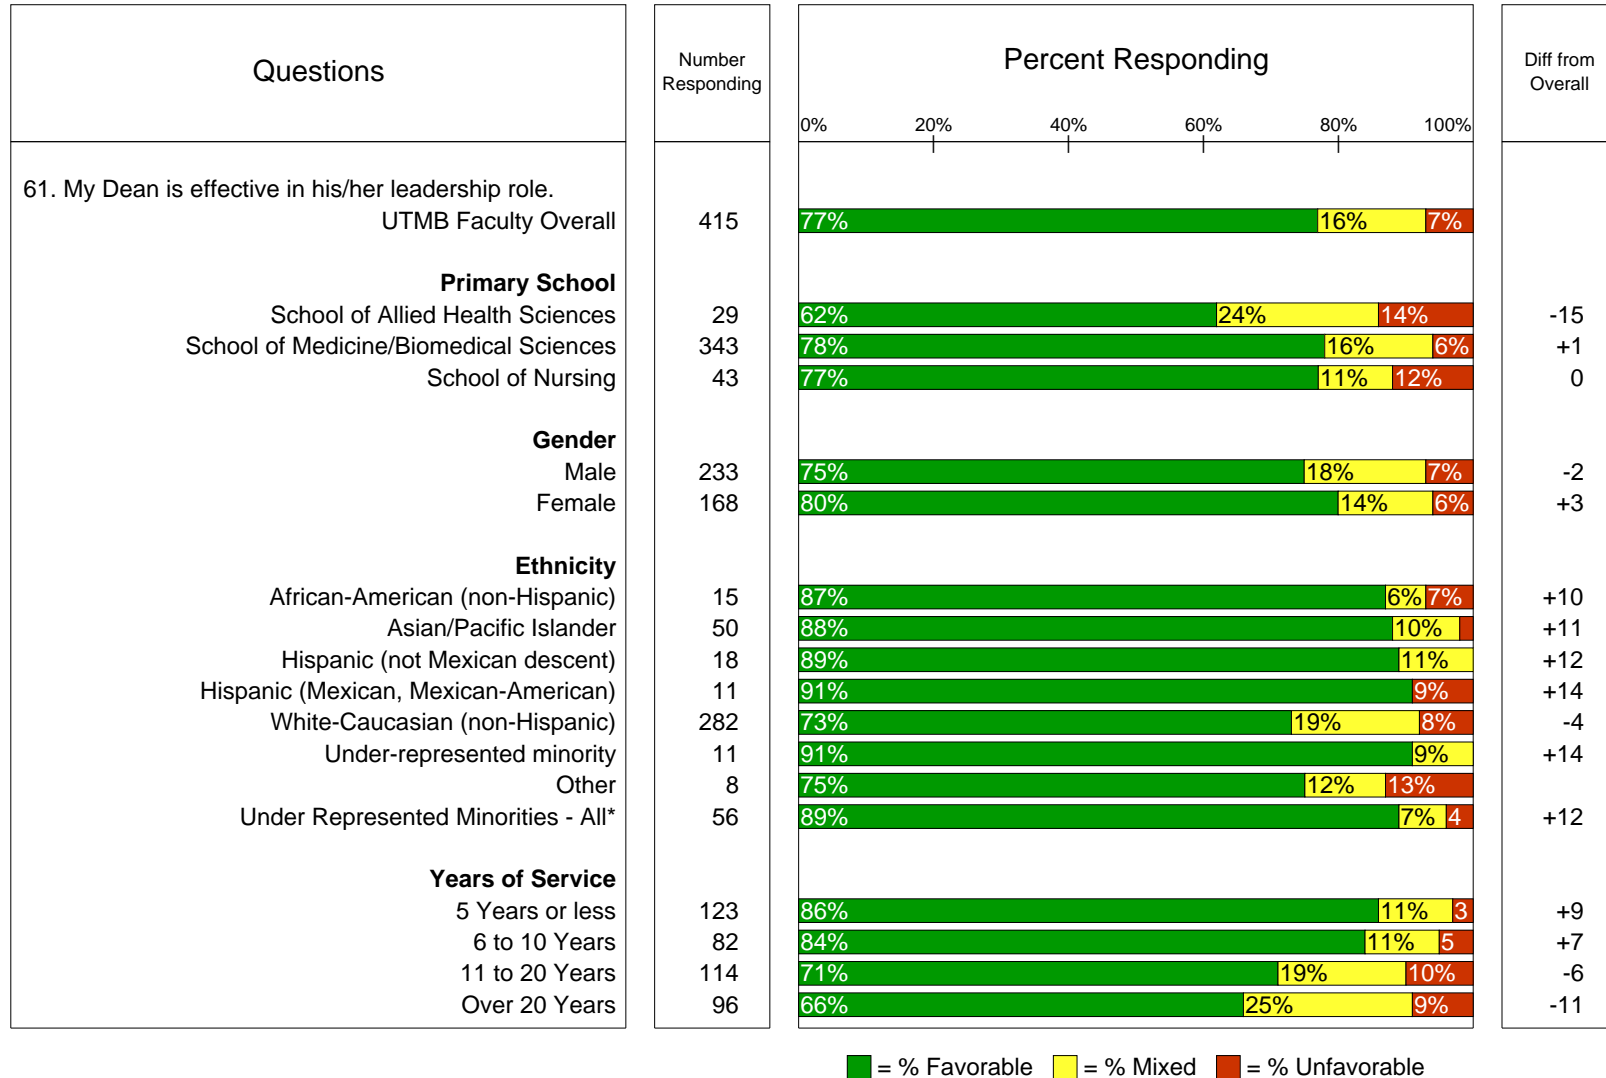 Questions
Number
Responding
Percent Responding
Diff from
Overall
0% 20% 40% 60% 80% 100%
61. My Dean is effective in his/her leadership role.
UTMB Faculty Overall 415 77% 16% 7%
Primary School
School of Allied Health Sciences 29 62% 24% 14% -15
School of Medicine/Biomedical Sciences 343 78% 16% 6% +1
School of Nursing 43 77% 11% 12% 0
Gender
Male 233 75% 18% 7% -2
Female 168 80% 14% 6% +3
Ethnicity
African-American (non-Hispanic) 15 87% 6% 7% +10
Asian/Pacific Islander 50 88% 10% +11
Hispanic (not Mexican descent) 18 89% 11% +12
Hispanic (Mexican, Mexican-American) 11 91% 9% +14
White-Caucasian (non-Hispanic) 282 73% 19% 8% -4
Under-represented minority 11 91% 9% +14
Other 8 75% 12% 13%
Under Represented Minorities - All* 56 89% 7% 4 +12
Years of Service
5 Years or less 123 86% 11% 3 +9
6 to 10 Years 82 84% 11% 5 +7
11 to 20 Years 114 71% 19% 10% -6
Over 20 Years 96 66% 25% 9% -11
= % Favorable = % Mixed = % Unfavorable